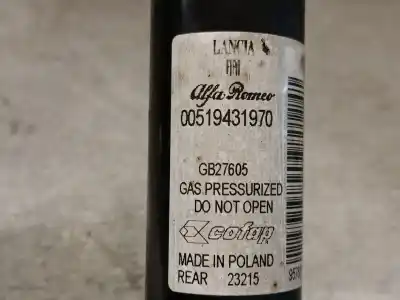 LANCIA
Alfa Romeo
00519431970
GB27605
GAS PRESSURIZED
DO NOT OPEN
cofap
MADE IN POLAND
REAR 23215